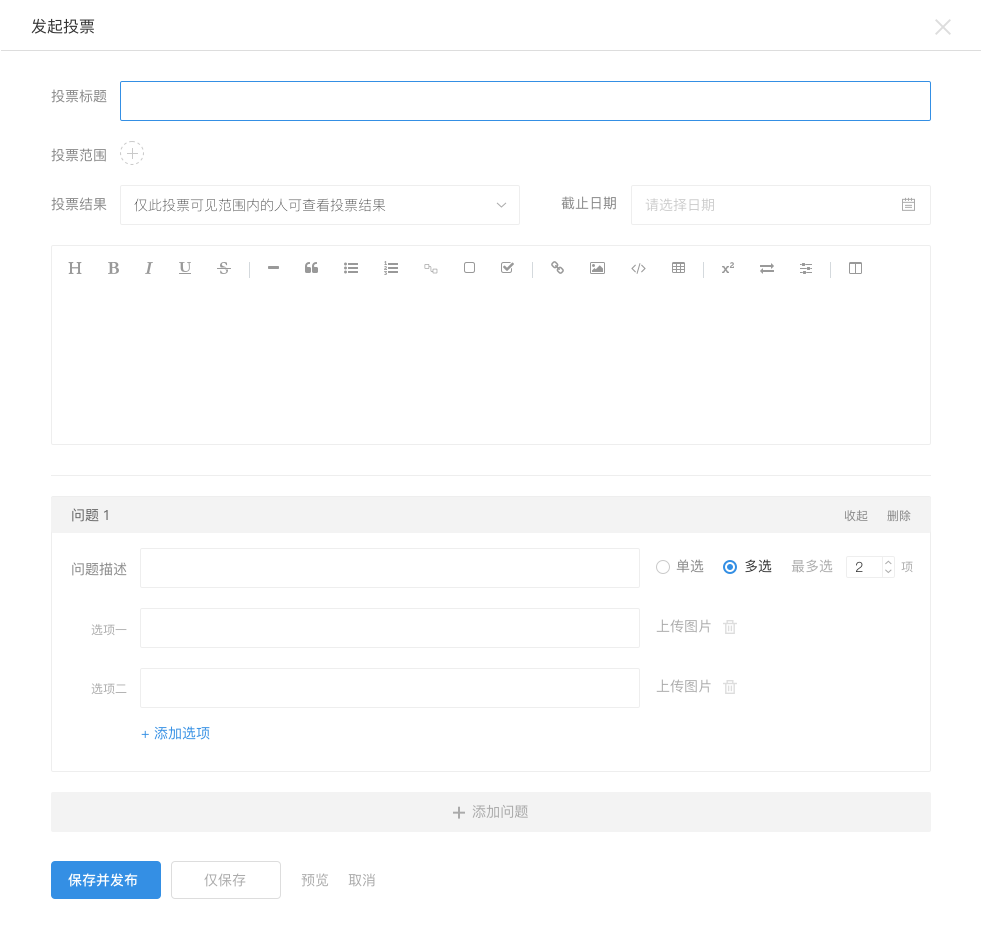 发起投票
投票标题
投票范围
投票结果 仅此投票可见范围内的人可查看投票结果 截止日期 请选择日期
H B I U S x²
问题 1 收起 删除
问题描述 单选 多选 最多选 2 项
选项一 上传图片
选项二 上传图片
+ 添加选项
+ 添加问题
保存并发布 仅保存 预览 取消